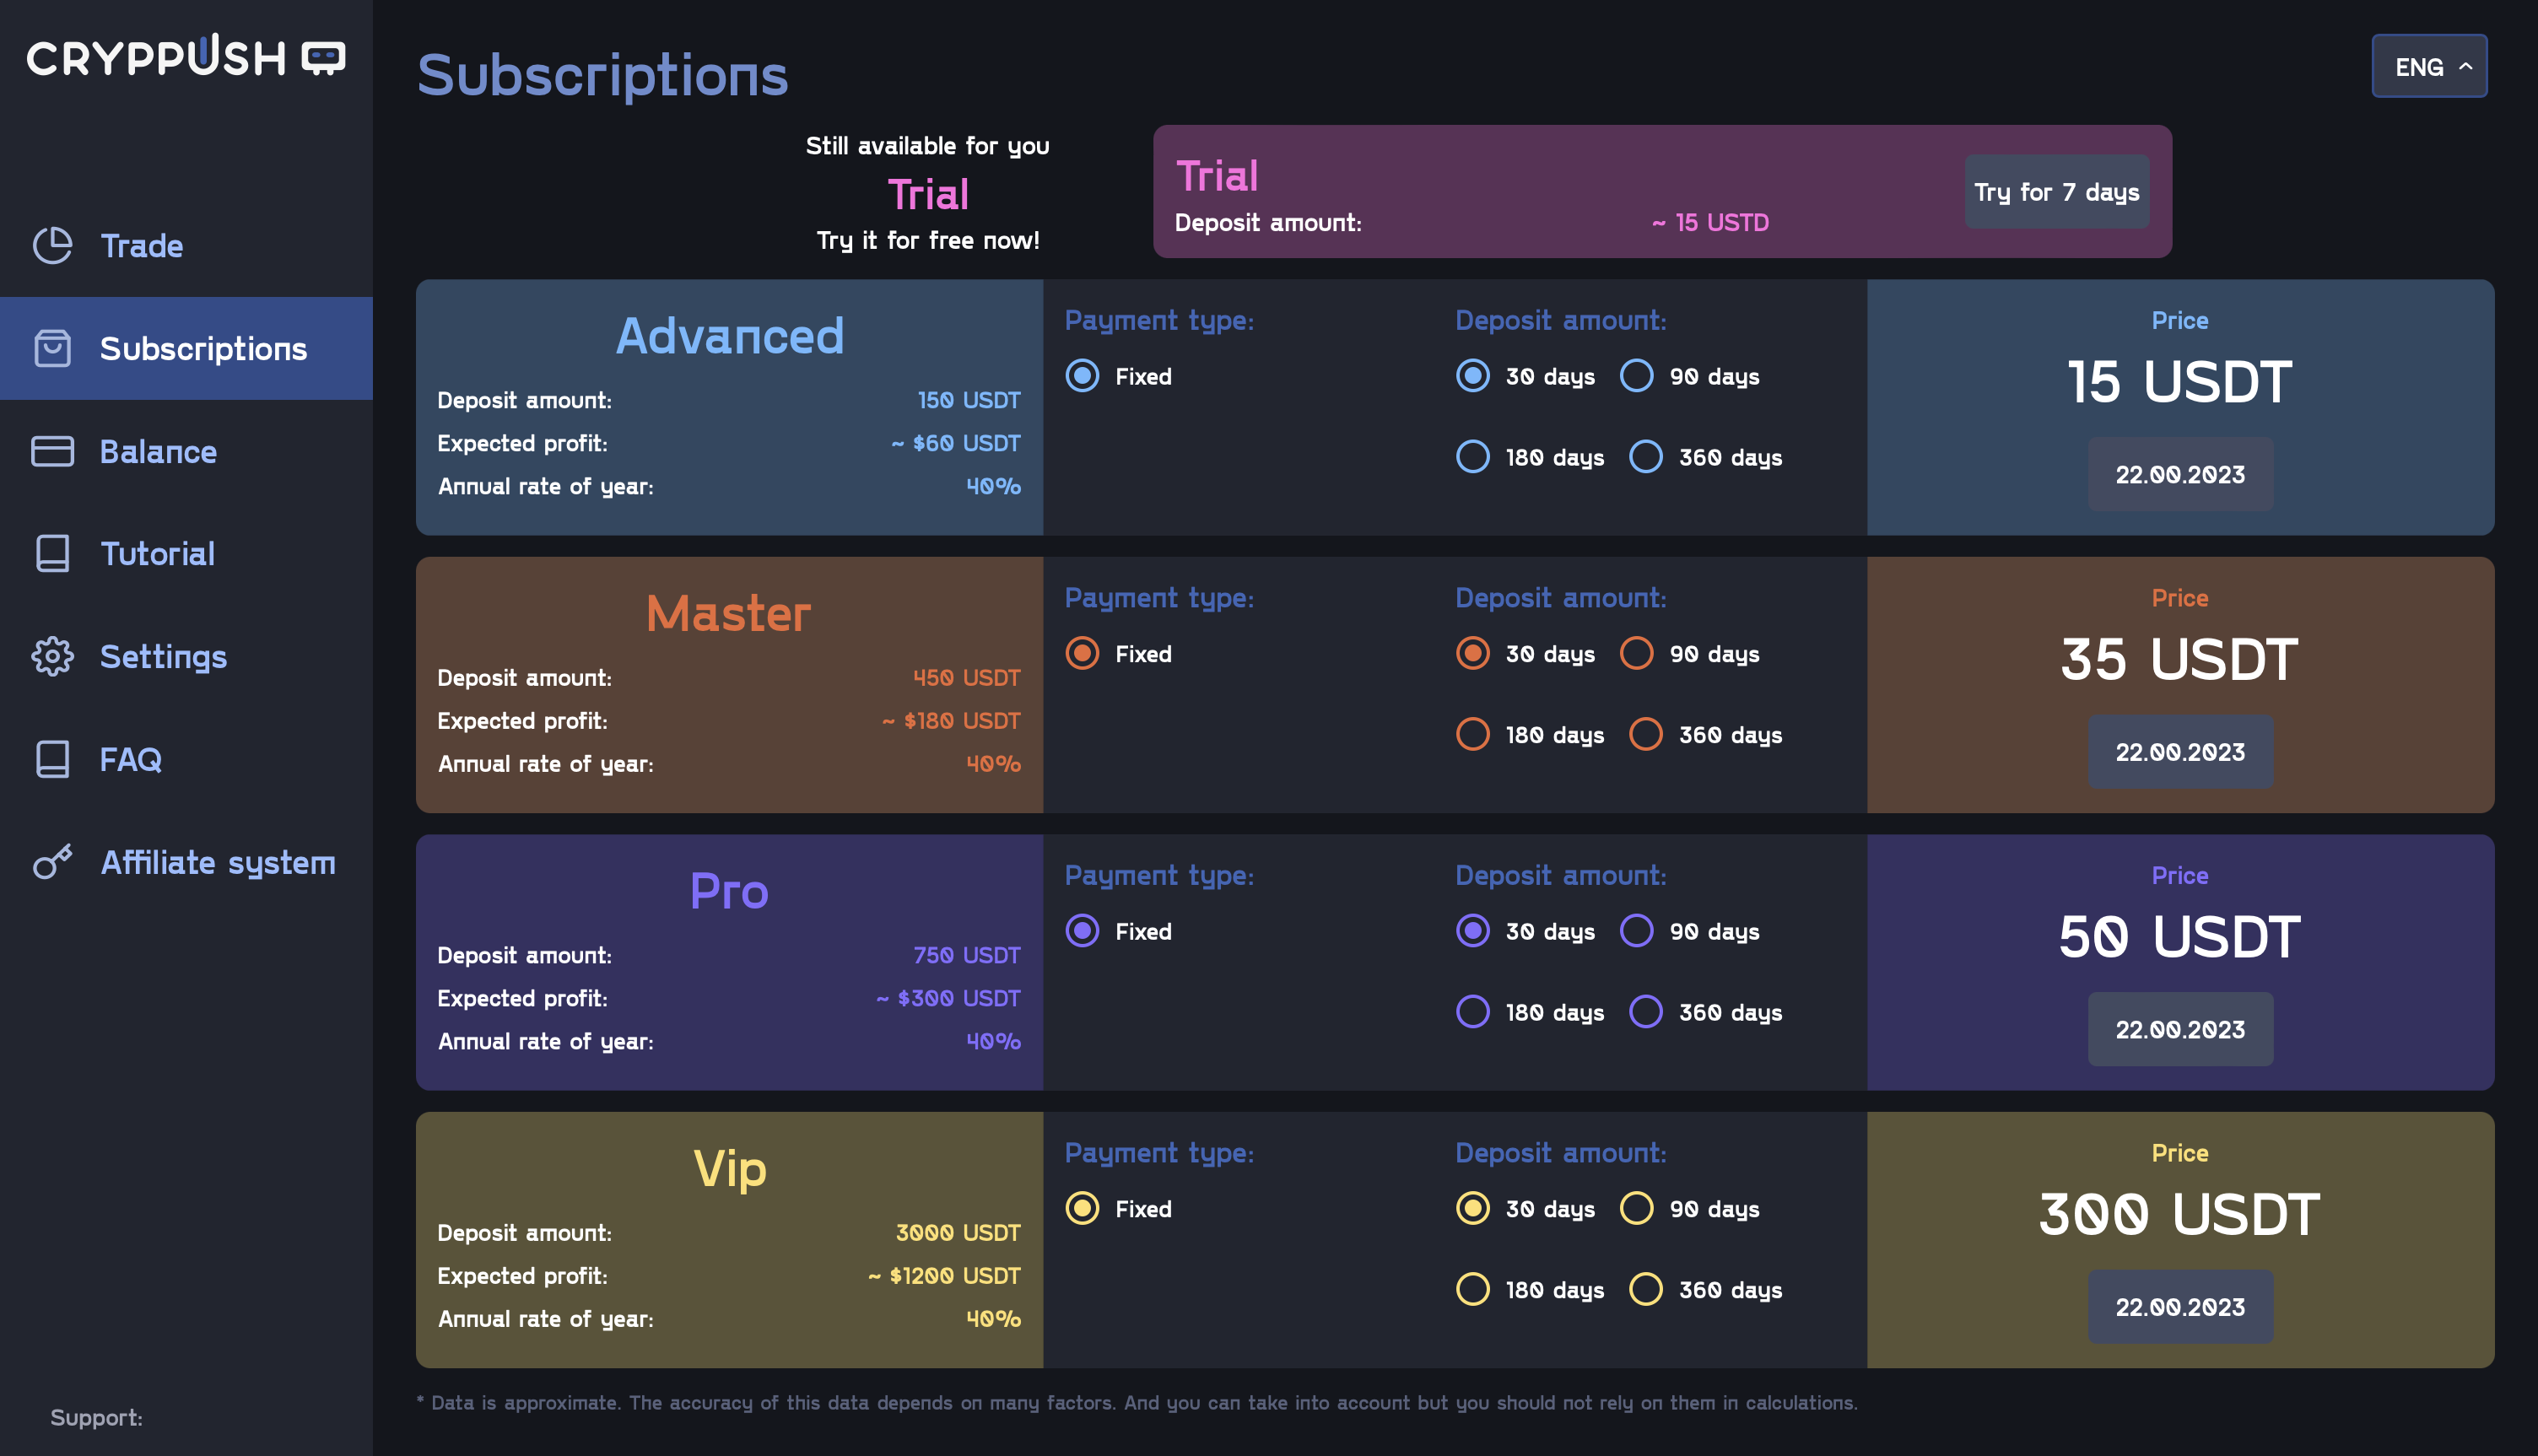 CRYPPUSH
Trade
Subscriptions
Balance
Tutorial
Settings
FAQ
Affiliate system
Support:
Subscriptions
ENG
Still available for you
Trial
Try it for free now!
Trial
Deposit amount: ~ 15 USTD
Try for 7 days
Advanced
Deposit amount: 150 USDT
Expected profit: ~ $60 USDT
Annual rate of year: 40%
Payment type:
Fixed
Deposit amount:
30 days 90 days
180 days 360 days
Price
15 USDT
22.00.2023
Master
Deposit amount: 450 USDT
Expected profit: ~ $180 USDT
Annual rate of year: 40%
Payment type:
Fixed
Deposit amount:
30 days 90 days
180 days 360 days
Price
35 USDT
22.00.2023
Pro
Deposit amount: 750 USDT
Expected profit: ~ $300 USDT
Annual rate of year: 40%
Payment type:
Fixed
Deposit amount:
30 days 90 days
180 days 360 days
Price
50 USDT
22.00.2023
Vip
Deposit amount: 3000 USDT
Expected profit: ~ $1200 USDT
Annual rate of year: 40%
Payment type:
Fixed
Deposit amount:
30 days 90 days
180 days 360 days
Price
300 USDT
22.00.2023
* Data is approximate. The accuracy of this data depends on many factors. And you can take into account but you should not rely on them in calculations.